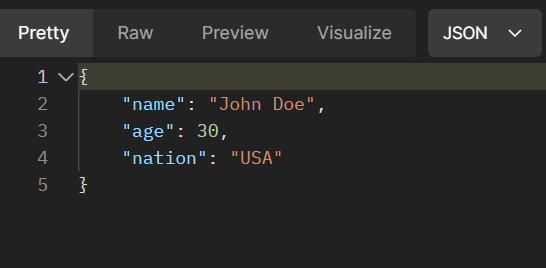 Pretty Raw Preview Visualize JSON
1 {
2 "name": "John Doe",
3 "age": 30,
4 "nation": "USA"
5 }